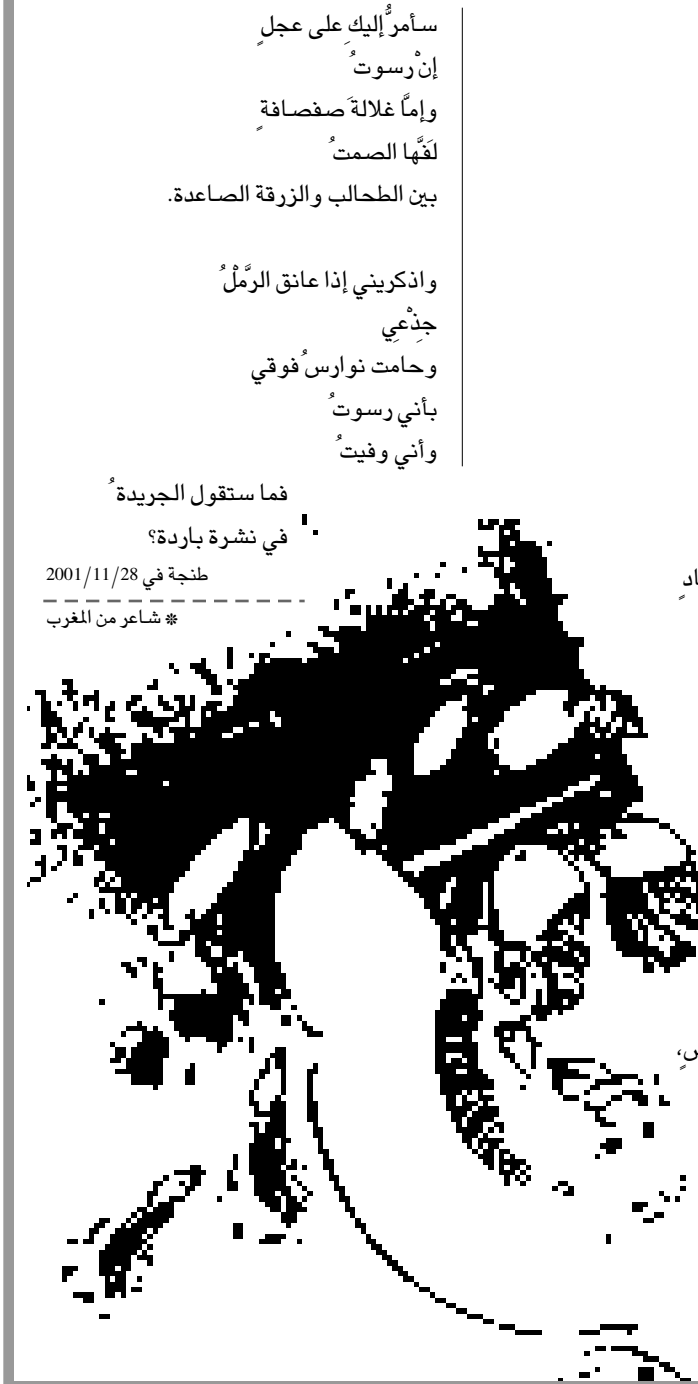 سأمرُّ إليكِ على عجلٍ
إنْ رسوتُ
وإمَّا غلالةَ صفصافةٍ
لَفَّها الصمتُ
بين الطحالب والزرقة الصاعدة.
واذكريني إذا عانق الرَّمْلُ
جِذْعِي
وحامت نوارسُ فوقي
بأني رسوتُ
وأني وفيتُ
فما ستقول الجريدةُ
في نشرة باردة؟
طنجة في 2001/11/28
* شاعر من المغرب